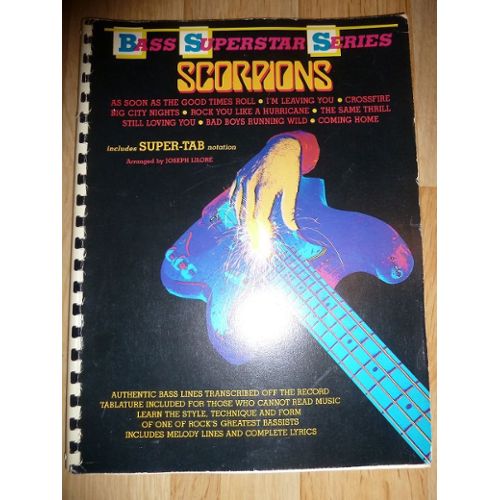 BASS SUPERSTAR SERIES
SCORPIONS
AS SOON AS THE GOOD TIMES ROLL • I'M LEAVING YOU • CROSSFIRE
BIG CITY NIGHTS • ROCK YOU LIKE A HURRICANE • THE SAME THRILL
STILL LOVING YOU • BAD BOYS RUNNING WILD • COMING HOME
includes SUPER-TAB notation
Arranged by JOSEPH LILORE
AUTHENTIC BASS LINES TRANSCRIBED OFF THE RECORD
TABLATURE INCLUDED FOR THOSE WHO CANNOT READ MUSIC
LEARN THE STYLE, TECHNIQUE AND FORM
OF ONE OF ROCK'S GREATEST BASSISTS
INCLUDES MELODY LINES AND COMPLETE LYRICS